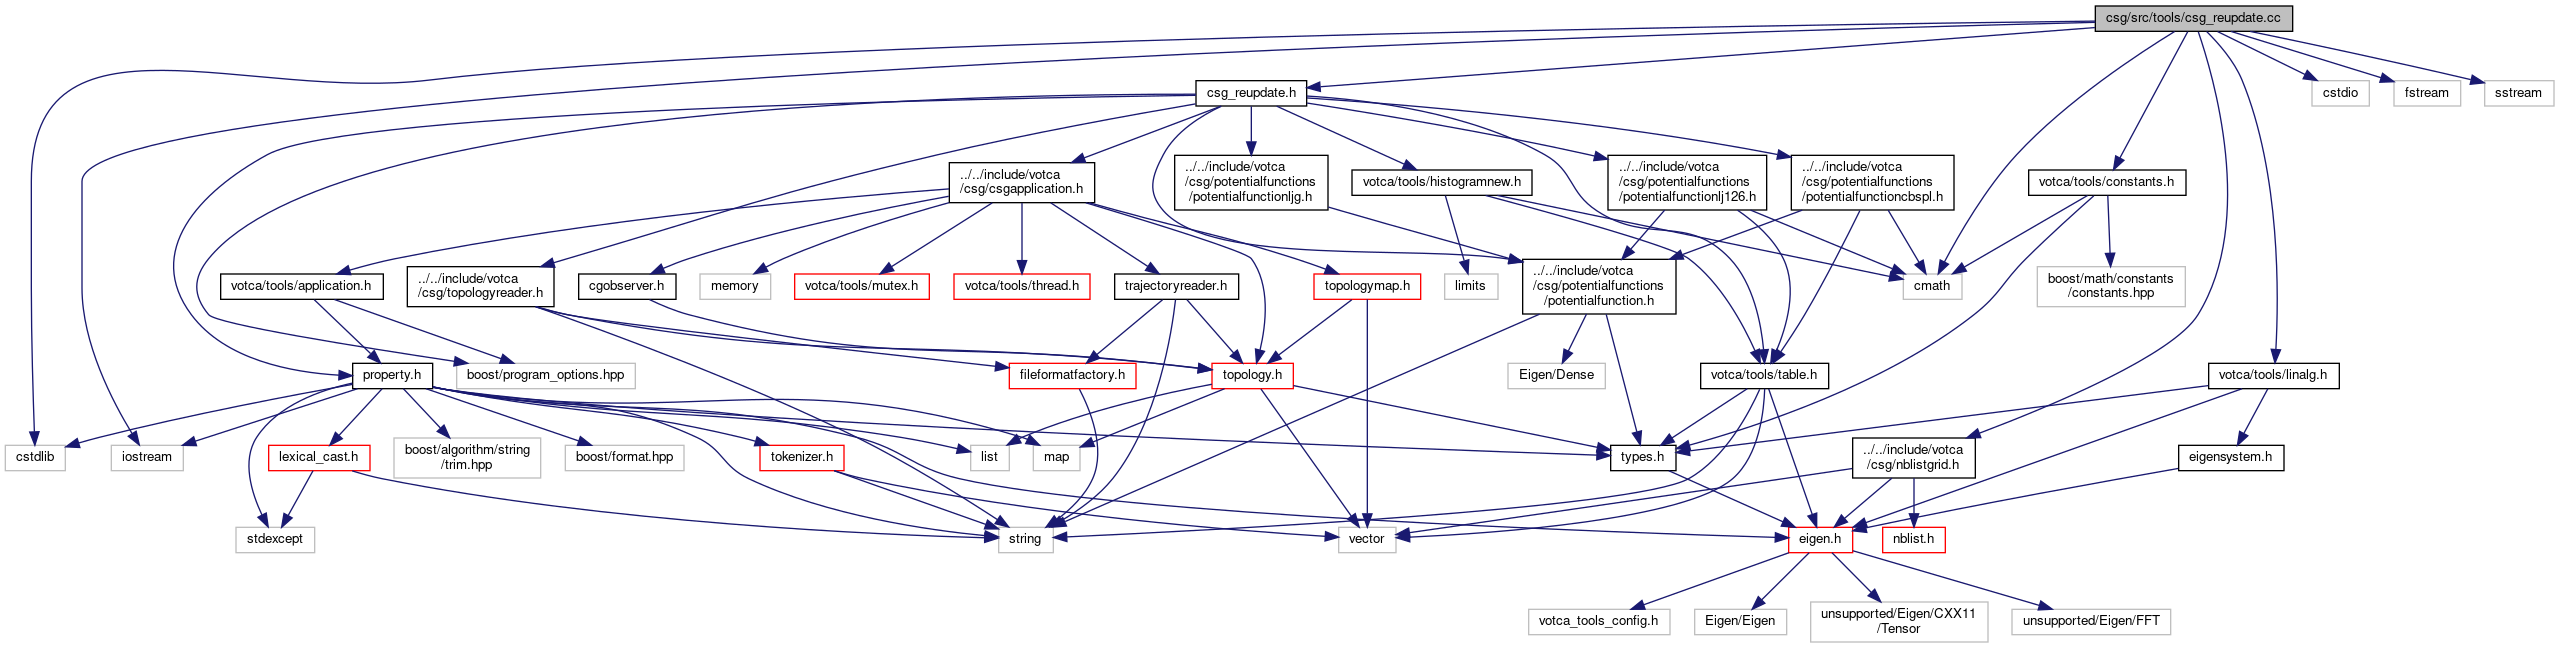 csg/src/tools/csg_reupdate.cc
csg_reupdate.h
cstdio
fstream
sstream
../../include/votca
/csg/csgapplication.h
../../include/votca
/csg/potentialfunctions
/potentialfunctionljg.h
votca/tools/histogramnew.h
../../include/votca
/csg/potentialfunctions
/potentialfunctionlj126.h
../../include/votca
/csg/potentialfunctions
/potentialfunctioncbspl.h
votca/tools/constants.h
votca/tools/application.h
../../include/votca
/csg/topologyreader.h
cgobserver.h
memory
votca/tools/mutex.h
votca/tools/thread.h
trajectoryreader.h
topologymap.h
limits
../../include/votca
/csg/potentialfunctions
/potentialfunction.h
cmath
boost/math/constants
/constants.hpp
property.h
boost/program_options.hpp
fileformatfactory.h
topology.h
Eigen/Dense
votca/tools/table.h
votca/tools/linalg.h
cstdlib
iostream
lexical_cast.h
boost/algorithm/string
/trim.hpp
boost/format.hpp
tokenizer.h
list
map
types.h
../../include/votca
/csg/nblistgrid.h
eigensystem.h
stdexcept
string
vector
eigen.h
nblist.h
votca_tools_config.h
Eigen/Eigen
unsupported/Eigen/CXX11
/Tensor
unsupported/Eigen/FFT